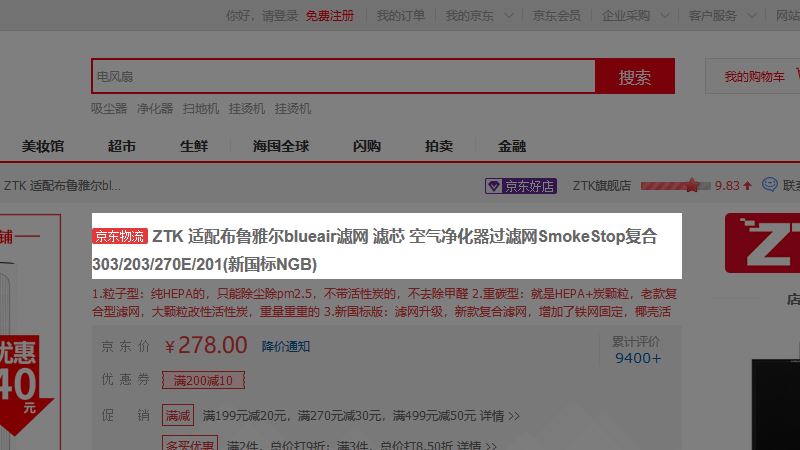 你好，请登录 免费注册 我的订单 我的京东 京东会员 企业采购 客户服务 网站
电风扇 搜索 我的购物车
吸尘器 净化器 扫地机 挂烫机 挂烫机
美妆馆 超市 生鲜 海囤全球 闪购 拍卖 金融
ZTK 适配布鲁雅尔bl... 京东好店 ZTK旗舰店 9.83 联系
铺
京东物流 ZTK 适配布鲁雅尔blueair滤网 滤芯 空气净化器过滤网SmokeStop复合
303/203/270E/201(新国标NGB)
1.粒子型：纯HEPA的，只能除尘除pm2.5，不带活性炭的，不去除甲醛 2.重碳型：就是HEPA+炭颗粒，老款复
合型滤网，大颗粒改性活性炭，重量重重的 3.新国标版：滤网升级，新款复合滤网，增加了铁网固定，椰壳活
店
京东价 ￥278.00 降价通知 累计评价
9400+
优惠
40元
优惠券 满200减10
促销 满减 满199元减20元，满270元减30元，满499元减50元 详情 >>
多买优惠 满2件，总价打9折；满3件，总价打8.50折 详情 >>